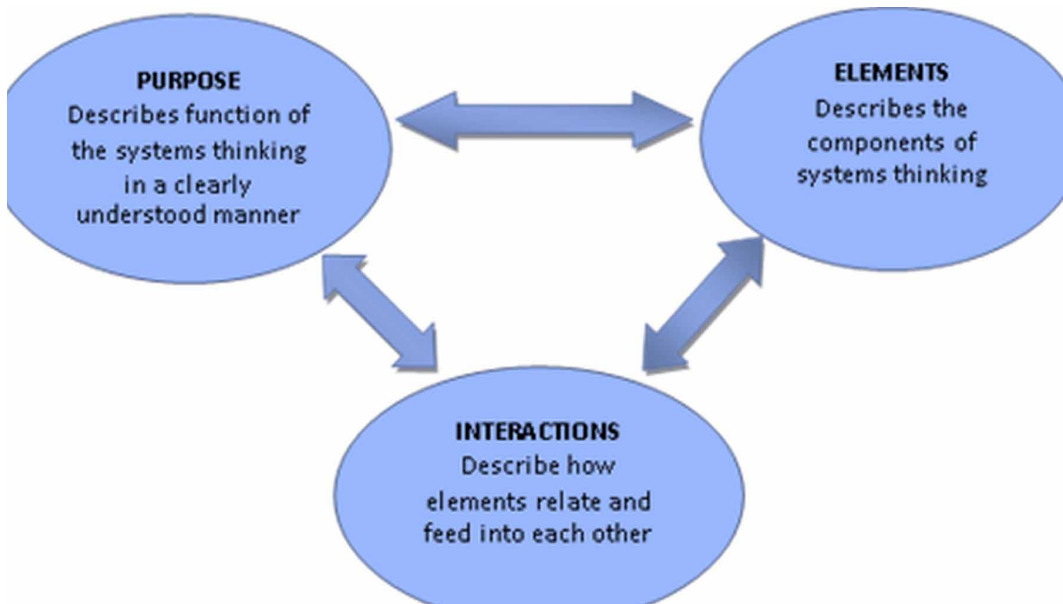 PURPOSE
Describes function of
the systems thinking
in a clearly
understood manner
ELEMENTS
Describes the
components of
systems thinking
INTERACTIONS
Describe how
elements relate and
feed into each other